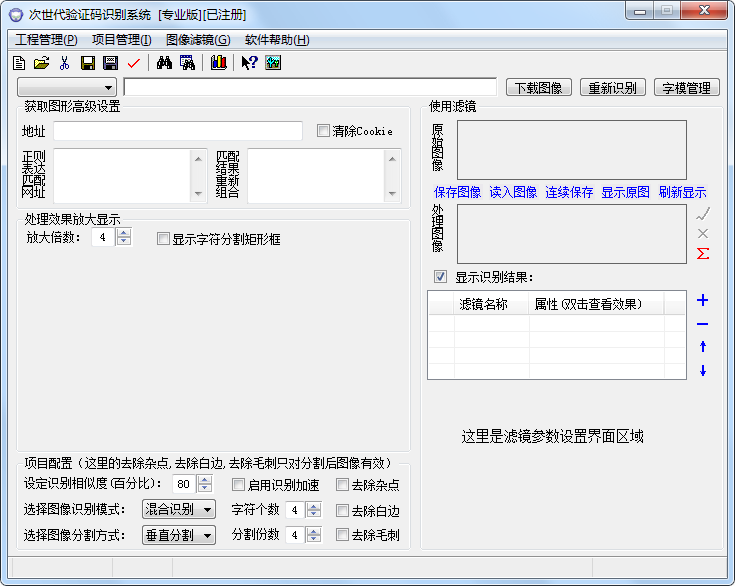 次世代验证码识别系统 [专业版][已注册]
工程管理(P) 项目管理(I) 图像滤镜(G) 软件帮助(H)
下载图像 重新识别 字模管理
获取图形高级设置
地址 清除Cookie
正则表达匹配网址
匹配结果重新组合
处理效果放大显示
放大倍数: 4 显示字符分割矩形框
项目配置(这里的去除杂点,去除白边,去除毛刺只对分割后图像有效)
设定识别相似度(百分比): 80 启用识别加速 去除杂点
选择图像识别模式: 混合识别 字符个数 4 去除白边
选择图像分割方式: 垂直分割 分割份数 4 去除毛刺
使用滤镜
原始图像
保存图像 读入图像 连续保存 显示原图 刷新显示
处理图像
显示识别结果:
滤镜名称 属性(双击查看效果)
这里是滤镜参数设置界面区域